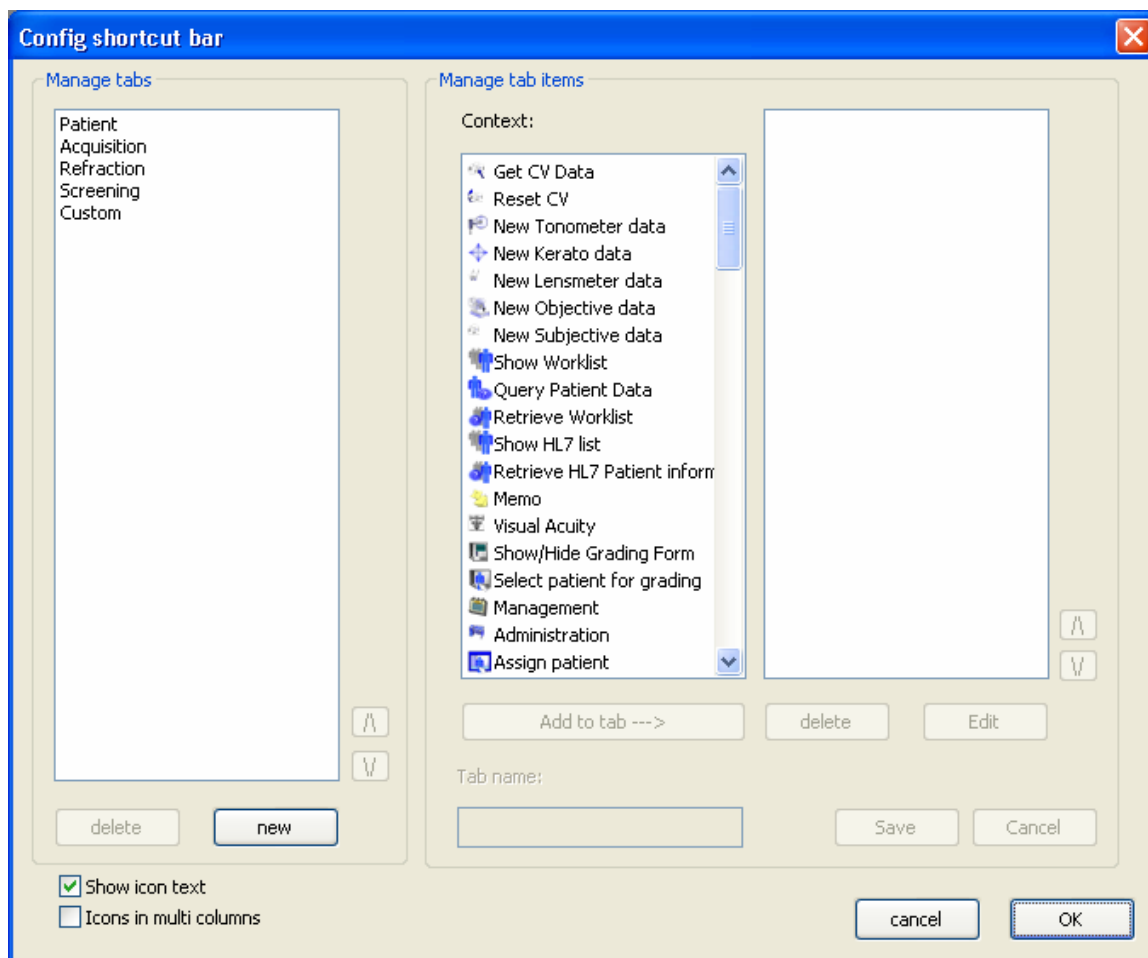 Config shortcut bar
Manage tabs
Patient
Acquisition
Refraction
Screening
Custom
/\
\/
delete
new
Manage tab items
Context:
Get CV Data
Reset CV
New Tonometer data
New Kerato data
New Lensmeter data
New Objective data
New Subjective data
Show Worklist
Query Patient Data
Retrieve Worklist
Show HL7 list
Retrieve HL7 Patient inform
Memo
Visual Acuity
Show/Hide Grading Form
Select patient for grading
Management
Administration
Assign patient
/\
\/
Add to tab --->
delete
Edit
Tab name:
Save
Cancel
Show icon text
Icons in multi columns
cancel
OK